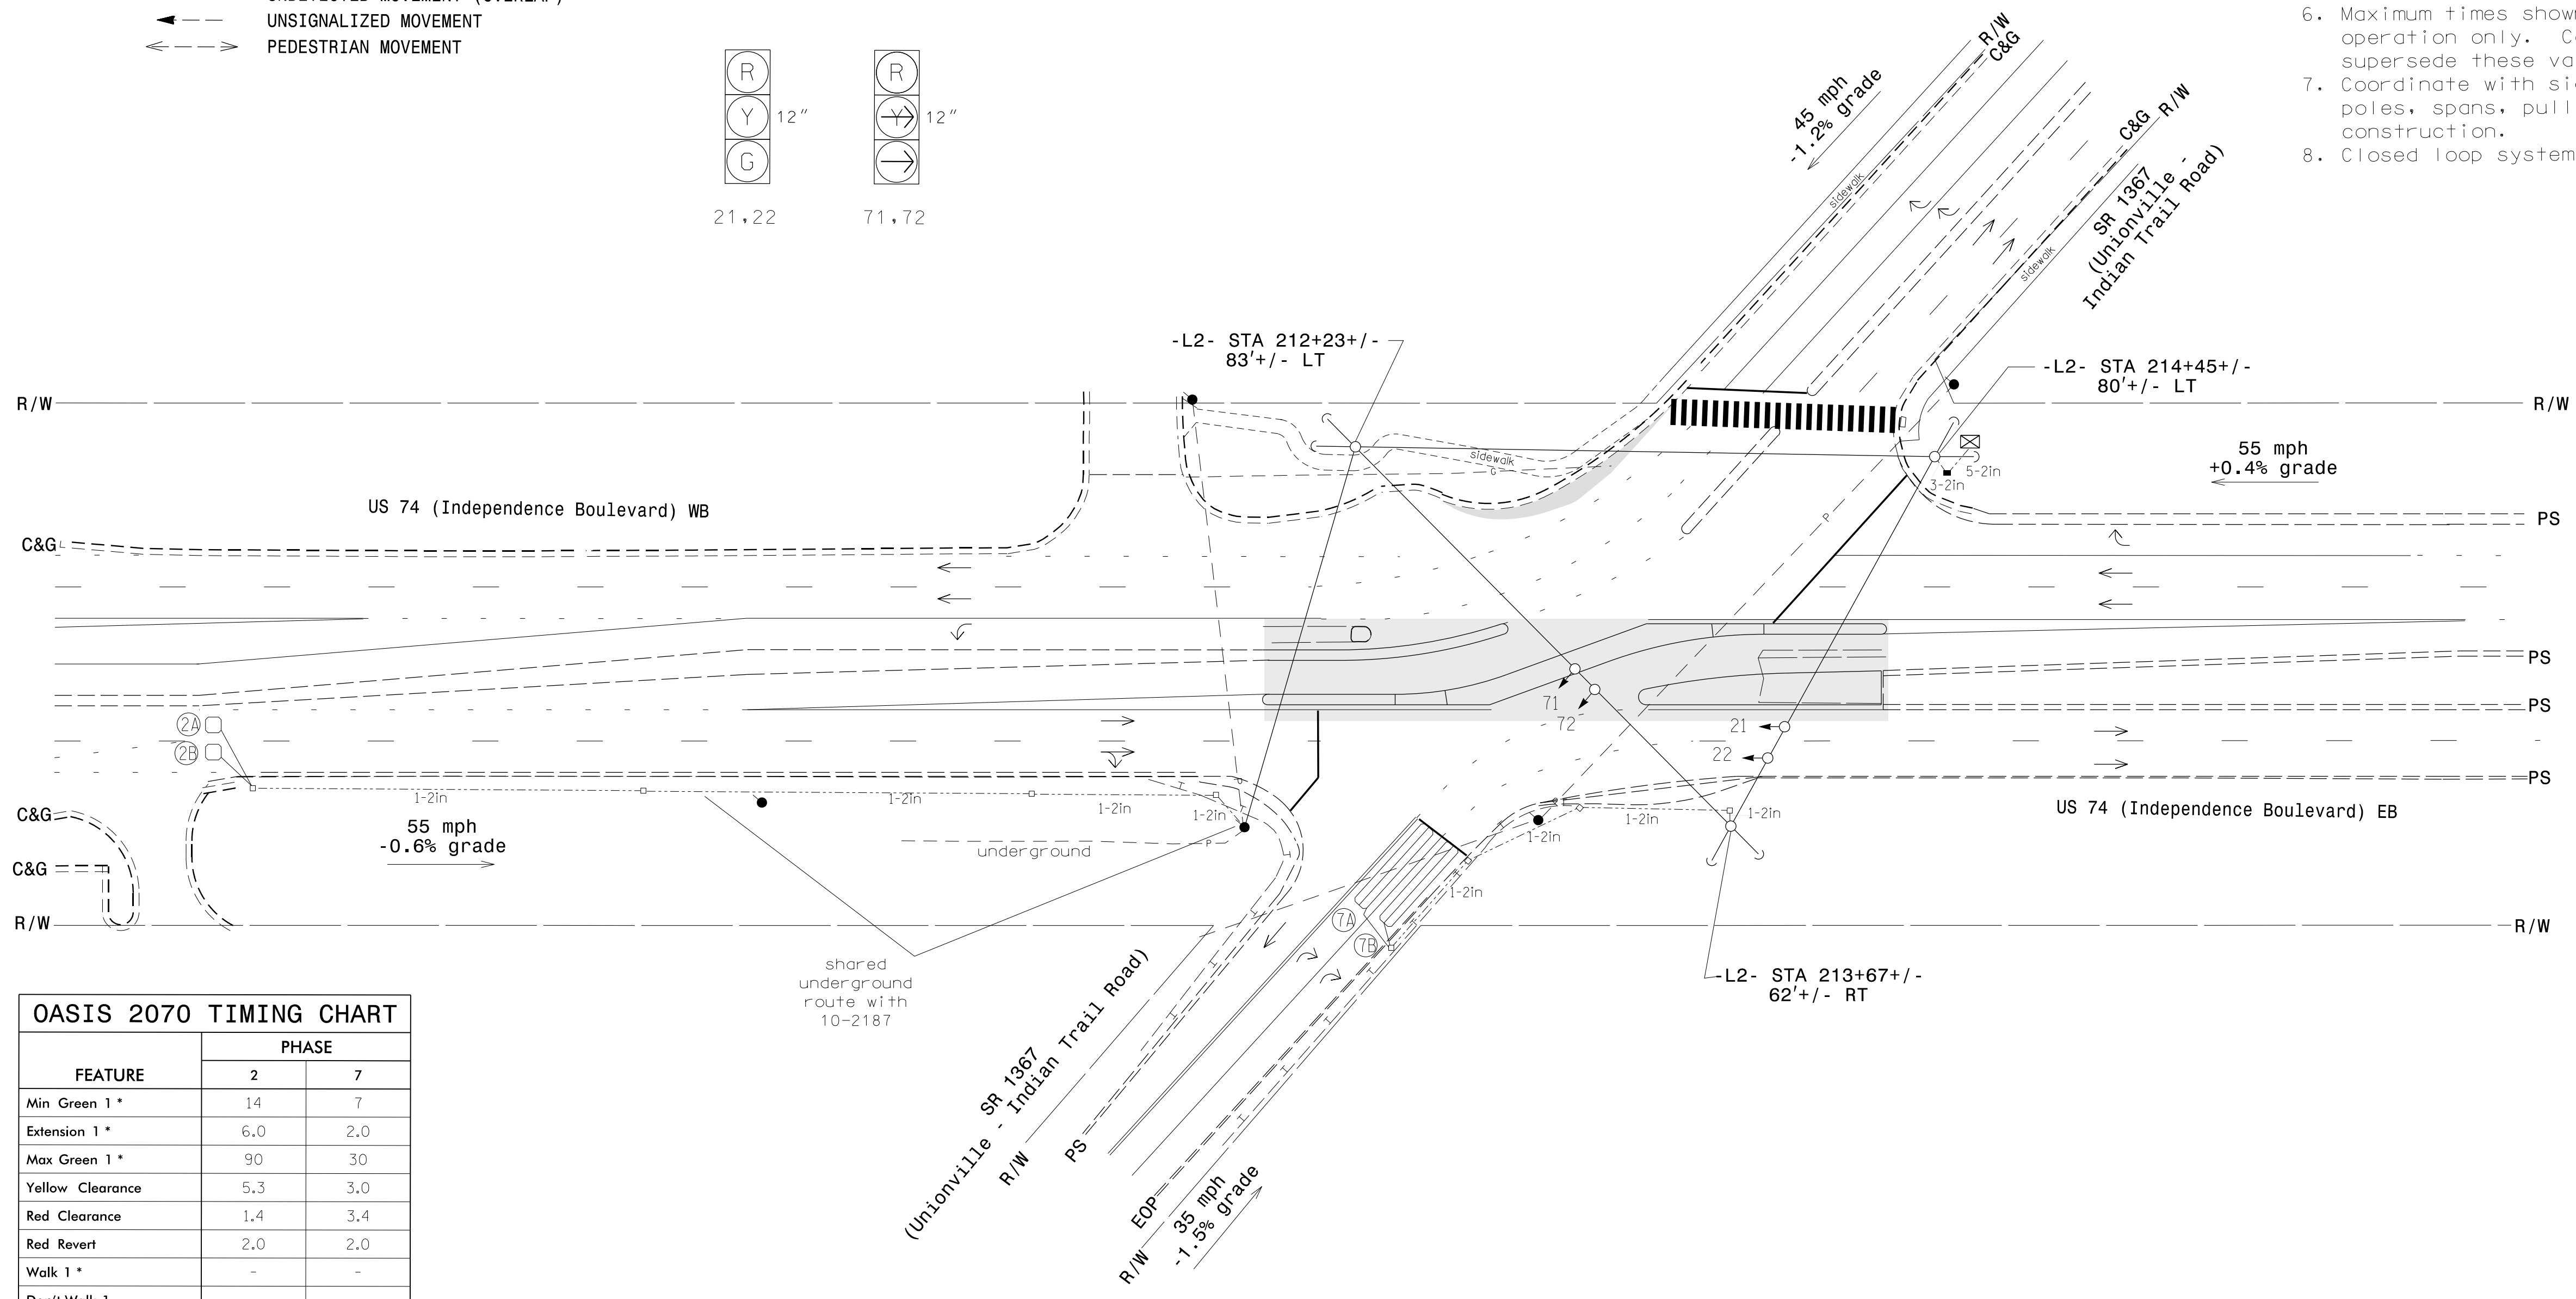 UNSIGNALIZED MOVEMENT
PEDESTRIAN MOVEMENT
R
Y
G
12"
21,22
R
Y
12"
71,72
6. Maximum times show
operation only. C
supersede these va
7. Coordinate with si
poles, spans, pull
construction.
8. Closed loop system
R/W
C&G
45 mph
-1.2% grade
sidewalk
C&G
R/W
SR 1367
(Unionville -
Indian Trail Road)
sidewalk
-L2- STA 212+23+/-
83'+/- LT
-L2- STA 214+45+/-
80'+/- LT
R/W
R/W
sidewalk
G
5-2in
3-2in
55 mph
+0.4% grade
P
US 74 (Independence Boulevard) WB
C&G
PS
PS
PS
PS
71
72
21
22
2A
2B
1-2in
1-2in
1-2in
1-2in
1-2in
1-2in
1-2in
1-2in
US 74 (Independence Boulevard) EB
C&G
C&G
55 mph
-0.6% grade
underground
P
R/W
R/W
7A
7B
shared
underground
route with
10-2187
-L2- STA 213+67+/-
62'+/- RT
SR 1367
(Unionville - Indian Trail Road)
R/W
PS
EOP
R/W
35 mph
-1.5% grade
OASIS 2070 TIMING CHART
FEATURE
PHASE
2 7
Min Green 1 * 14 7
Extension 1 * 6.0 2.0
Max Green 1 * 90 30
Yellow Clearance 5.3 3.0
Red Clearance 1.4 3.4
Red Revert 2.0 2.0
Walk 1 * - -